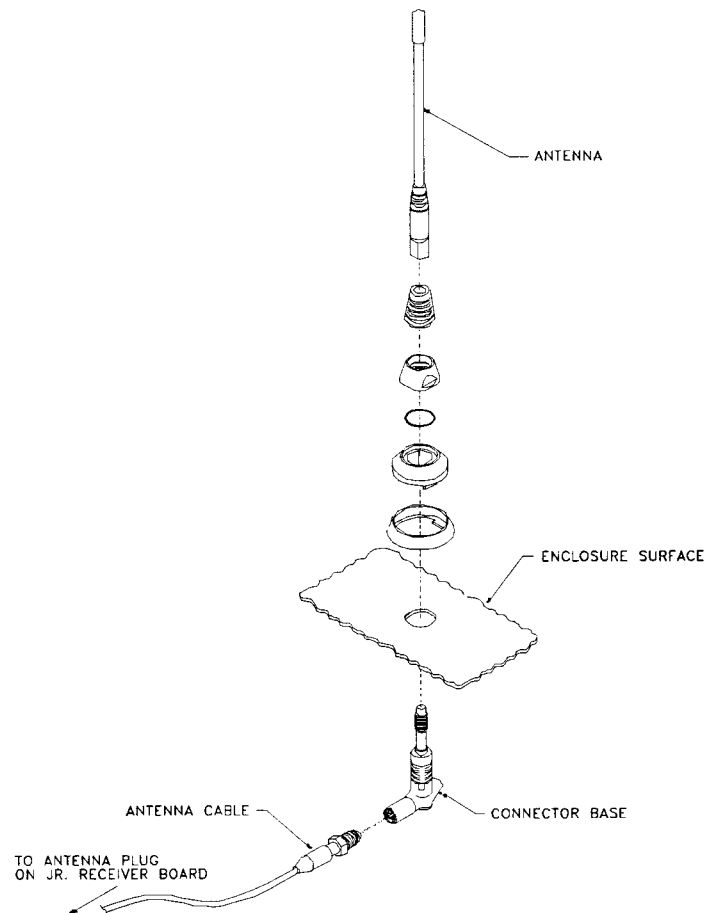 ANTENNA
ENCLOSURE SURFACE
ANTENNA CABLE
CONNECTOR BASE
TO ANTENNA PLUG
ON JR. RECEIVER BOARD